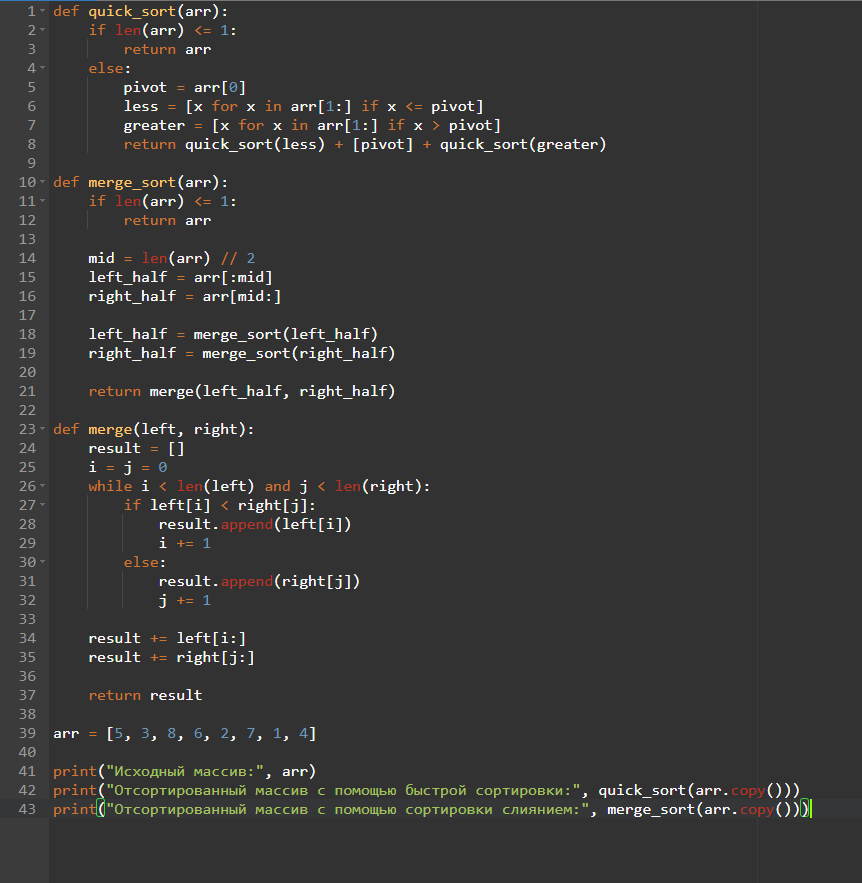 1 def quick_sort(arr):
2     if len(arr) <= 1:
3         return arr
4     else:
5         pivot = arr[0]
6         less = [x for x in arr[1:] if x <= pivot]
7         greater = [x for x in arr[1:] if x > pivot]
8         return quick_sort(less) + [pivot] + quick_sort(greater)
9
10 def merge_sort(arr):
11     if len(arr) <= 1:
12         return arr
13
14     mid = len(arr) // 2
15     left_half = arr[:mid]
16     right_half = arr[mid:]
17
18     left_half = merge_sort(left_half)
19     right_half = merge_sort(right_half)
20
21     return merge(left_half, right_half)
22
23 def merge(left, right):
24     result = []
25     i = j = 0
26     while i < len(left) and j < len(right):
27         if left[i] < right[j]:
28             result.append(left[i])
29             i += 1
30         else:
31             result.append(right[j])
32             j += 1
33
34     result += left[i:]
35     result += right[j:]
36
37     return result
38
39 arr = [5, 3, 8, 6, 2, 7, 1, 4]
40
41 print("Исходный массив:", arr)
42 print("Отсортированный массив с помощью быстрой сортировки:", quick_sort(arr.copy()))
43 print("Отсортированный массив с помощью сортировки слиянием:", merge_sort(arr.copy()))